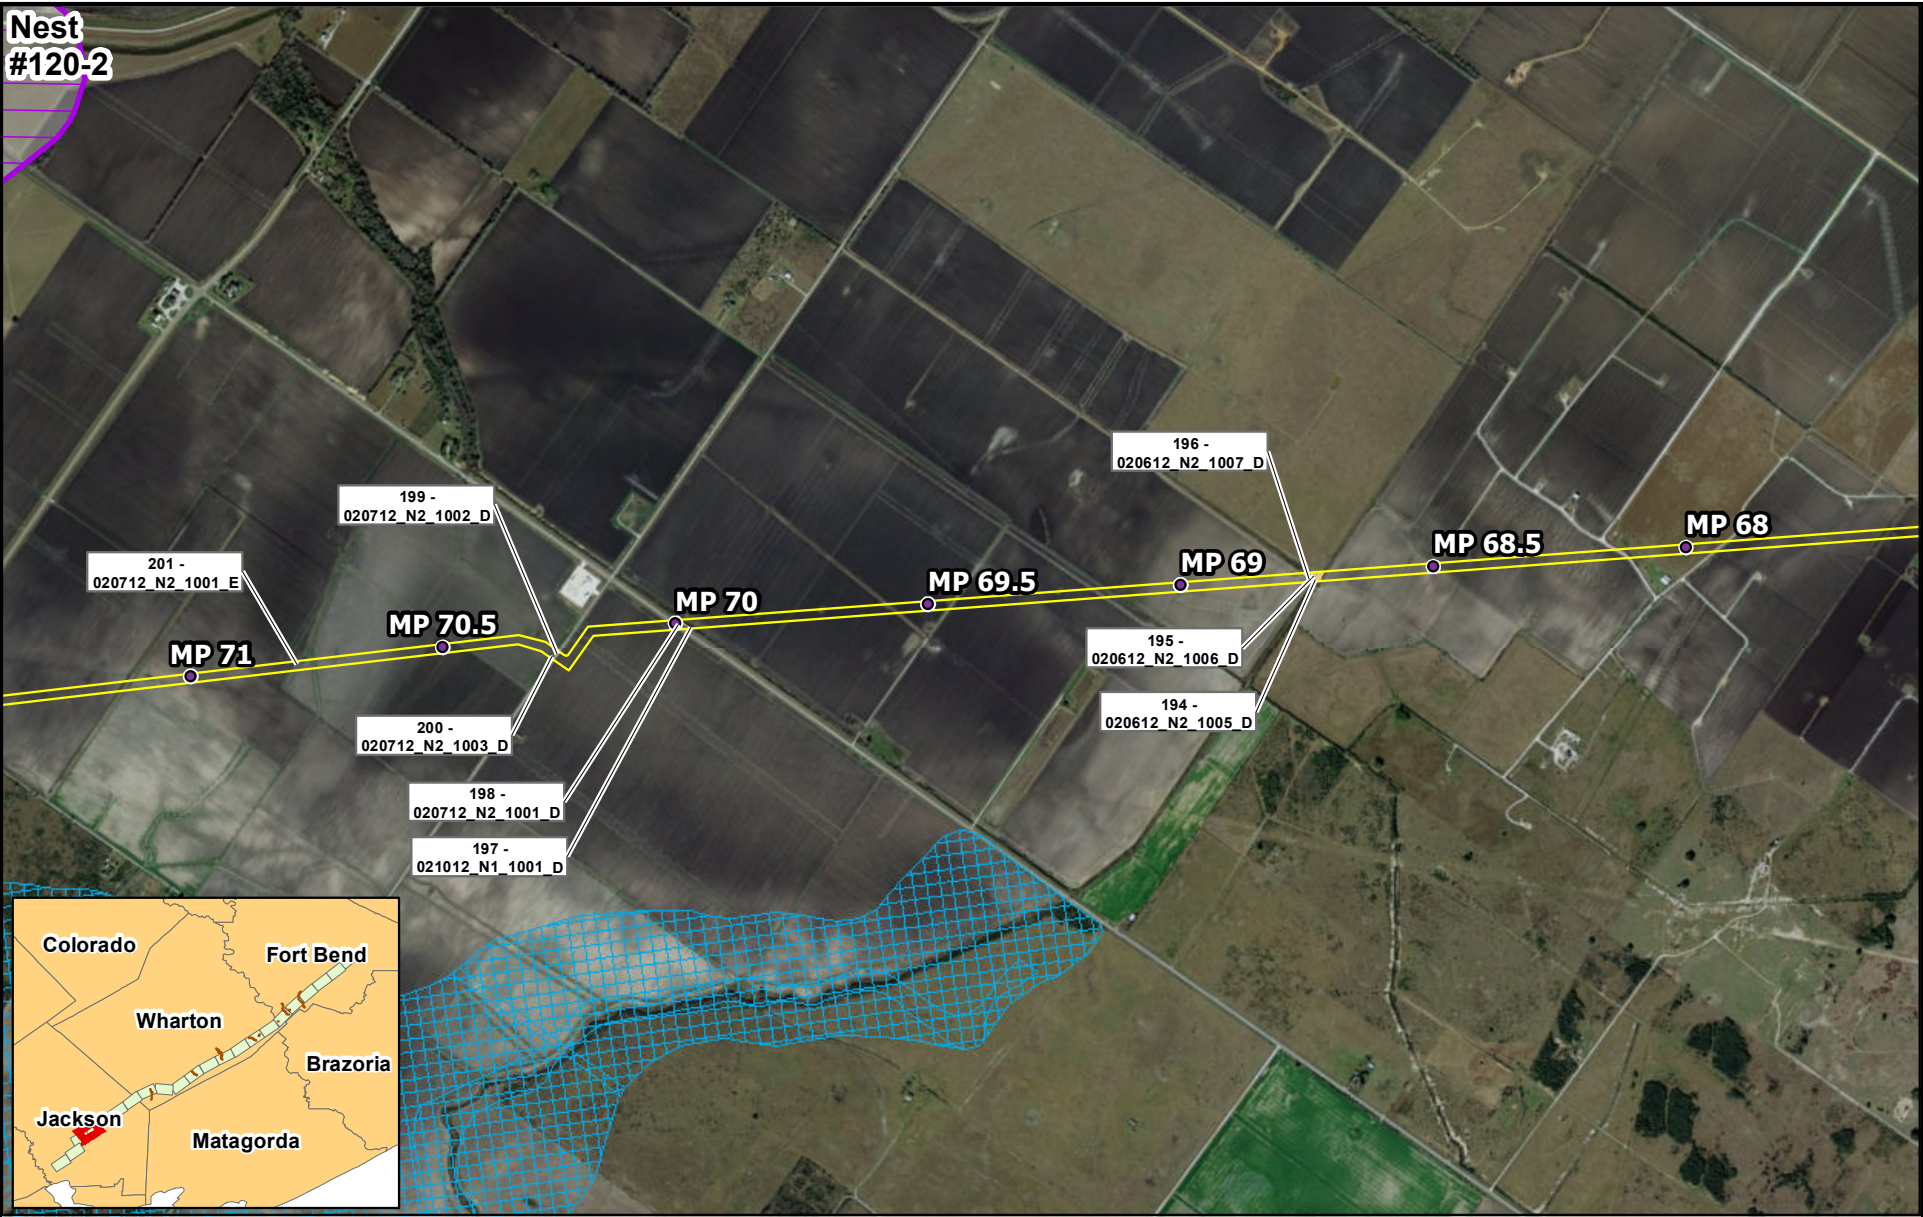 Nest
#120-2
196 -
020612_N2_1007_D
199 -
020712_N2_1002_D
MP 68
MP 68.5
201 -
020712_N2_1001_E
MP 69
MP 69.5
MP 70
MP 70.5
MP 71
195 -
020612_N2_1006_D
194 -
020612_N2_1005_D
200 -
020712_N2_1003_D
198 -
020712_N2_1001_D
197 -
021012_N1_1001_D
Colorado
Fort Bend
Wharton
Brazoria
Jackson
Matagorda